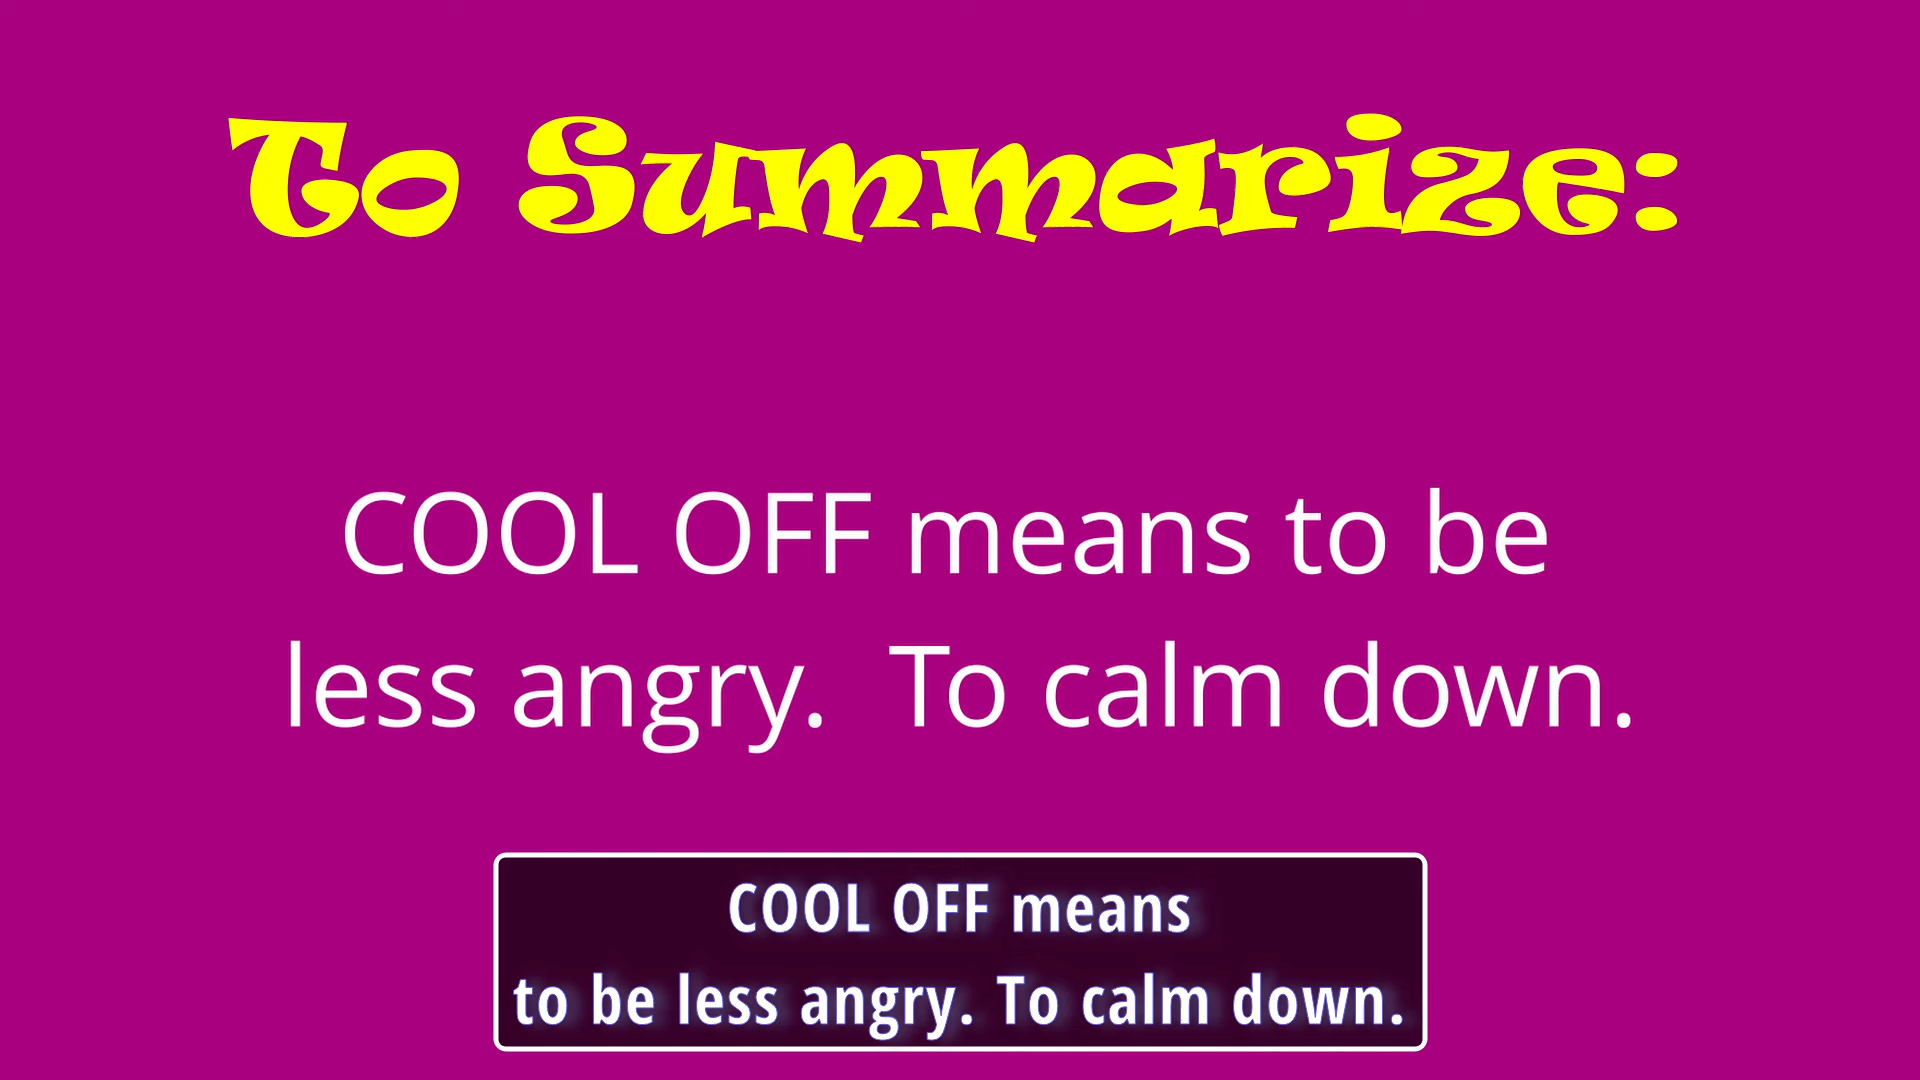 To Summarize:
COOL OFF means to be
less angry.  To calm down.
COOL OFF means
to be less angry. To calm down.